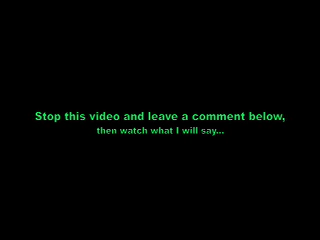 Stop this video and leave a comment below,
then watch what I will say...